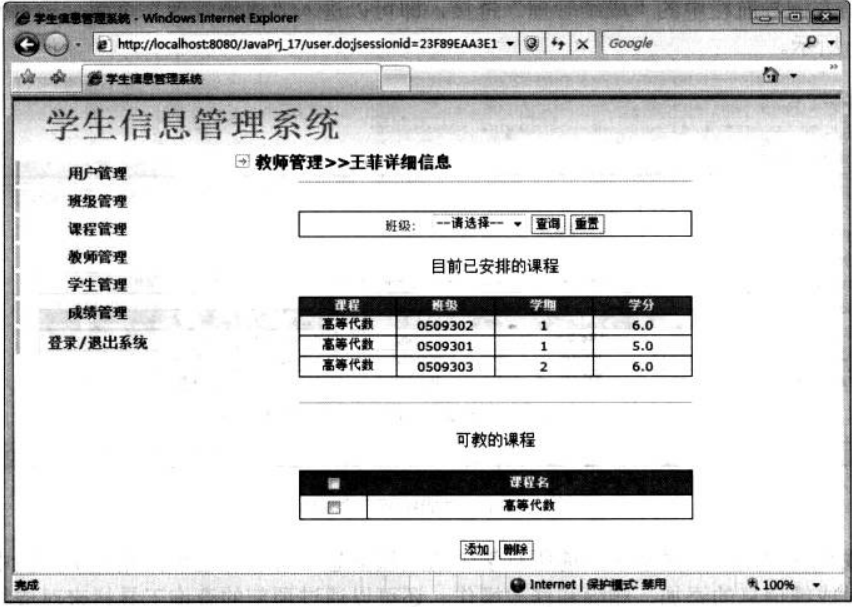 学生信息管理系统 - Windows Internet Explorer
http://localhost:8080/JavaPrj_17/user.do;jsessionid=23F89EAA3E1
Google
学生信息管理系统
学生信息管理系统
教师管理>>王菲详细信息
用户管理
班级管理
课程管理
教师管理
学生管理
成绩管理
登录/退出系统
班级: --请选择-- 查询 重置
目前已安排的课程
课程 班级 学期 学分
高等代数 0509302 1 6.0
高等代数 0509301 1 5.0
高等代数 0509303 2 6.0
可教的课程
课程名
高等代数
添加 删除
完成 Internet | 保护模式: 禁用 100%